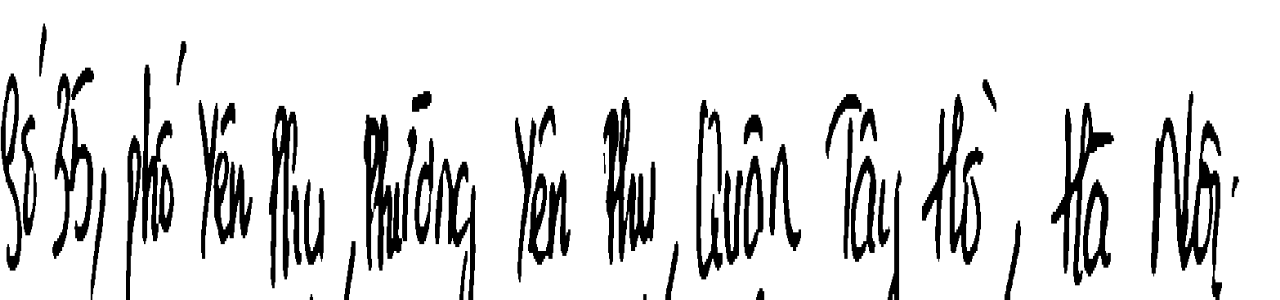 Số 35, phố Yên Phụ, Phường Yên Phụ, Quận Tây Hồ, Hà Nội.